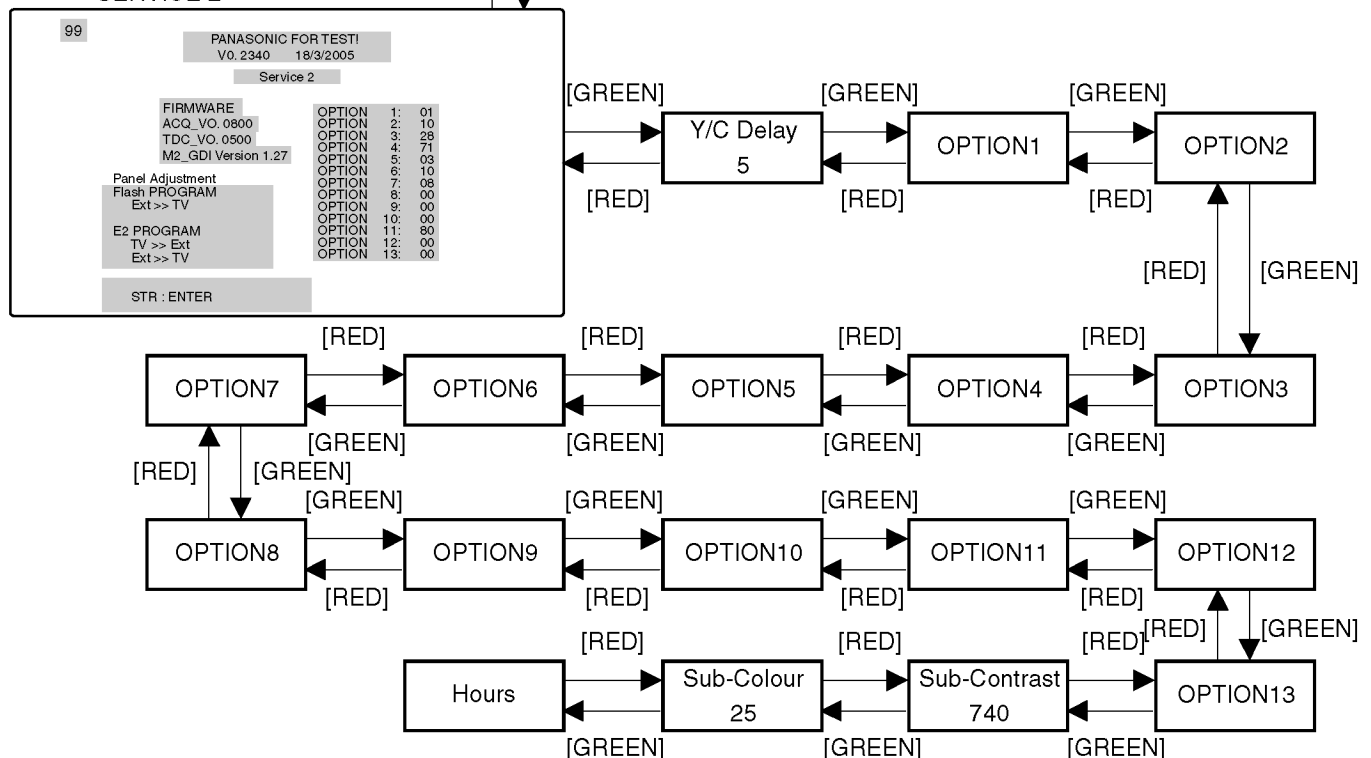 99
PANASONIC FOR TEST!
V0. 2340 18/3/2005
Service 2
FIRMWARE
ACQ_VO. 0800
TDC_VO. 0500
M2_GDI Version 1.27
Panel Adjustment
Flash PROGRAM
Ext >> TV
E2 PROGRAM
TV >> Ext
Ext >> TV
STR : ENTER
OPTION 1: 01
OPTION 2: 10
OPTION 3: 28
OPTION 4: 71
OPTION 5: 03
OPTION 6: 10
OPTION 7: 08
OPTION 8: 00
OPTION 9: 00
OPTION 10: 00
OPTION 11: 80
OPTION 12: 00
OPTION 13: 00
[GREEN] [GREEN] [GREEN]
Y/C Delay
5
OPTION1 OPTION2
[RED] [RED] [RED]
[RED] [GREEN]
[RED] [RED] [RED] [RED]
OPTION7 OPTION6 OPTION5 OPTION4 OPTION3
[GREEN] [GREEN] [GREEN] [GREEN]
[RED] [GREEN]
[GREEN] [GREEN] [GREEN] [GREEN]
OPTION8 OPTION9 OPTION10 OPTION11 OPTION12
[RED] [RED] [RED] [RED]
[RED] [GREEN]
[RED] [RED] [RED]
Hours
Sub-Colour
25
Sub-Contrast
740
OPTION13
[GREEN] [GREEN] [GREEN]